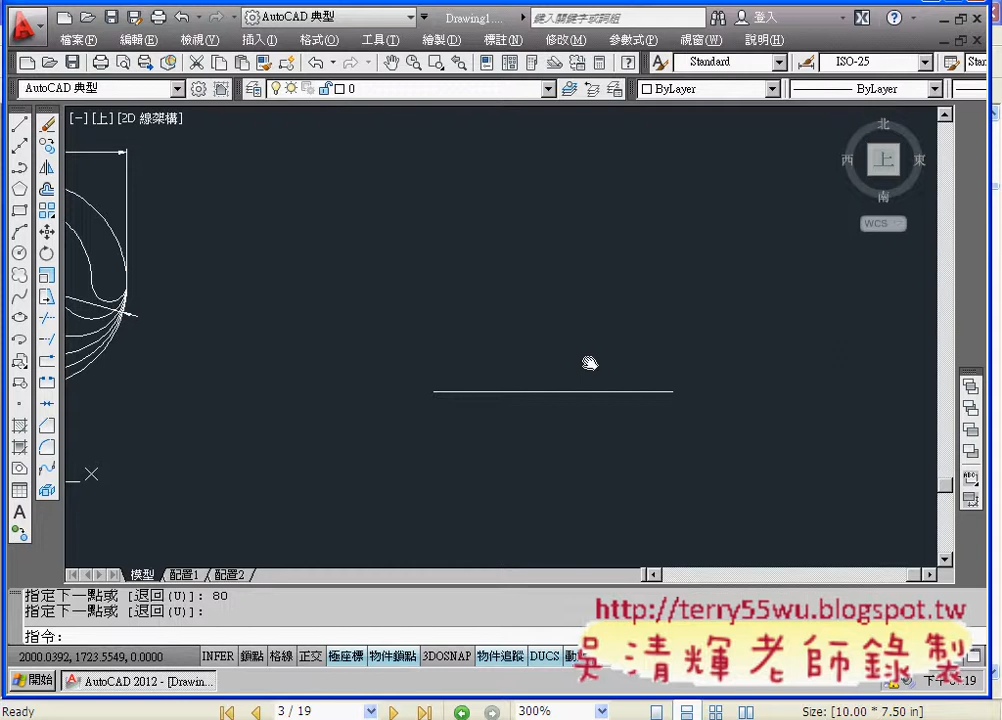 AutoCAD 典型
Drawing1...
鍵入關鍵字或詞組
登入
檔案(F)
編輯(E)
檢視(V)
插入(I)
格式(O)
工具(T)
繪製(D)
標註(N)
修改(M)
參數式(P)
視窗(W)
說明(H)
Standard
ISO-25
Star
AutoCAD 典型
0
ByLayer
ByLayer
[−] [上] [2D 線架構]
北
西
上
東
南
WCS
模型
配置1
配置2
指定下一點或 [退回(U)]: 80
指定下一點或 [退回(U)]:
指令:
http://terry55wu.blogspot.tw
吳清輝老師錄製
2000.0392, 1723.5549, 0.0000
INFER
鎖點
格線
正交
極座標
物件鎖點
3DOSNAP
物件追蹤
DUCS
開始
AutoCAD 2012 - [Drawin...
Ready
3 / 19
300%
Size: [10.00 * 7.50 in]